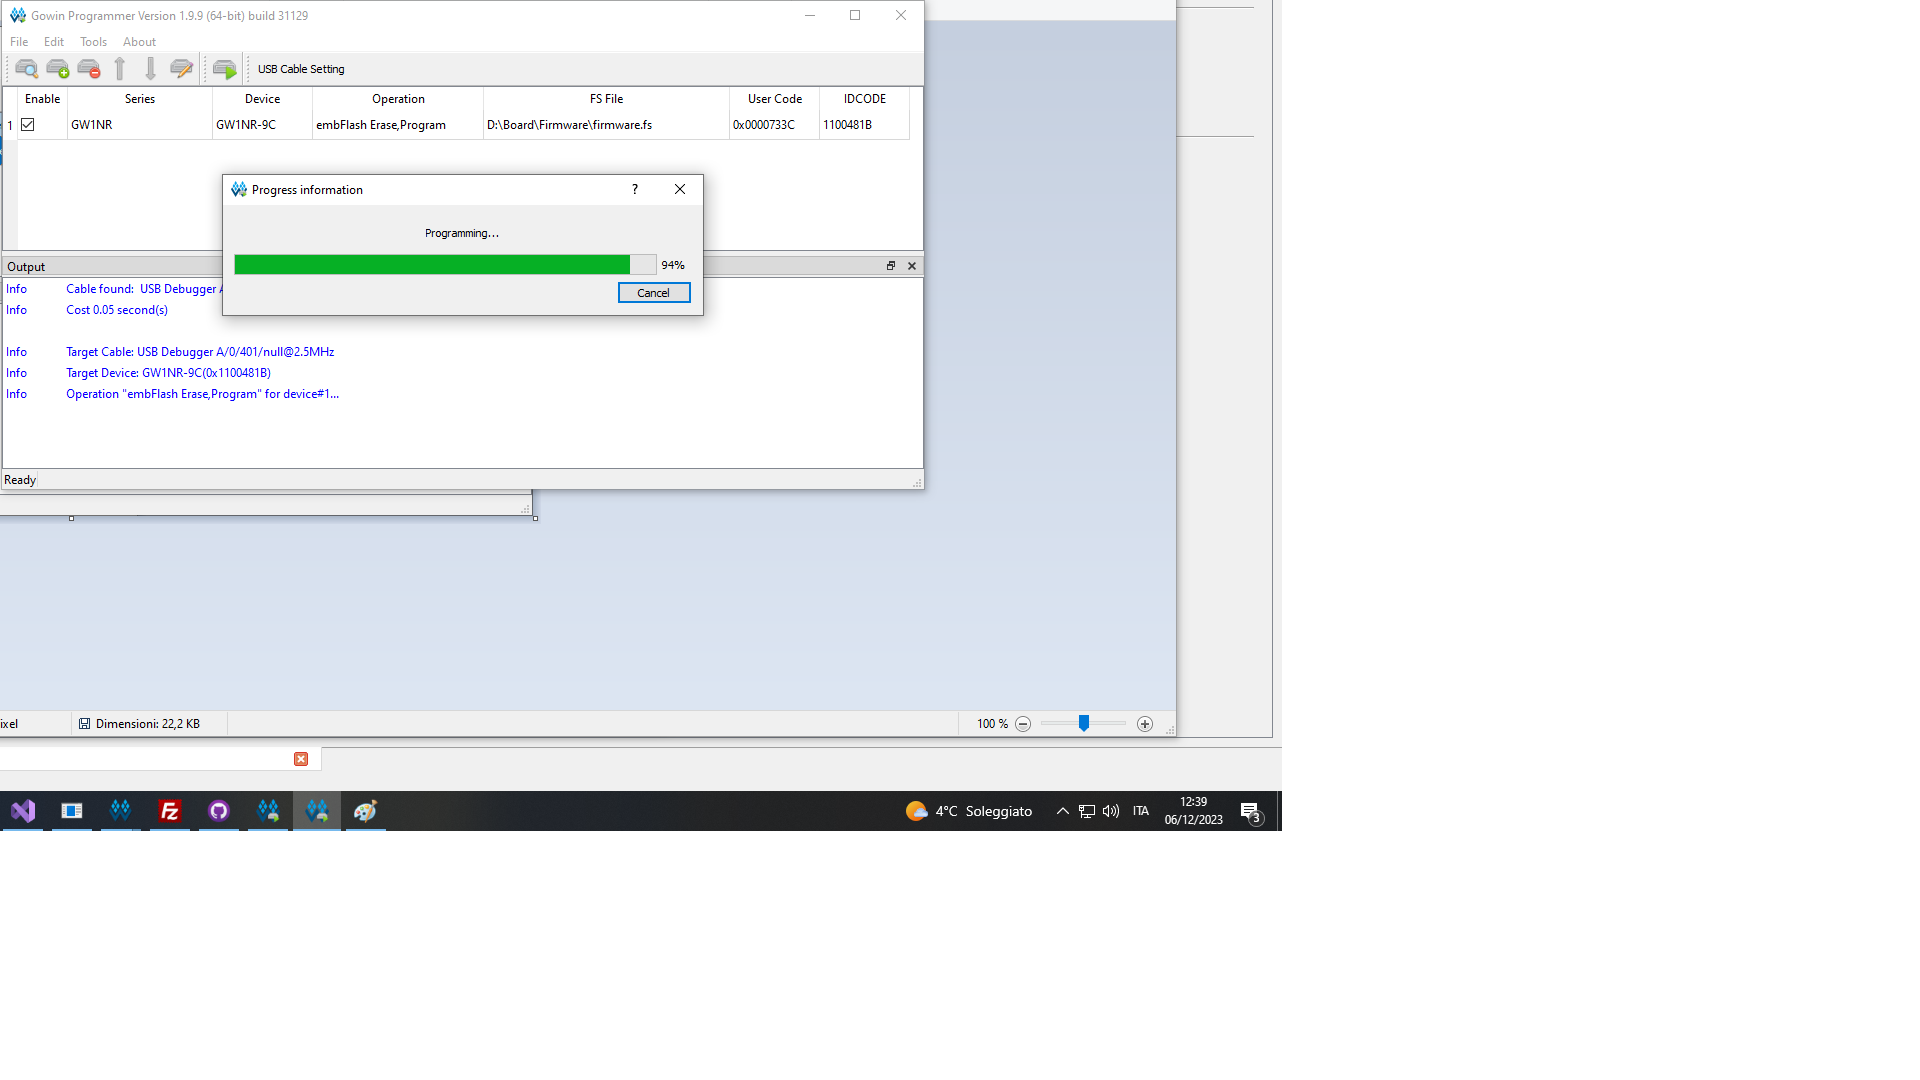 Gowin Programmer Version 1.9.9 (64-bit) build 31129
File Edit Tools About
USB Cable Setting
Enable Series Device Operation FS File User Code IDCODE
1 GW1NR GW1NR-9C embFlash Erase,Program D:\Board\Firmware\firmware.fs 0x0000733C 1100481B
Progress information
?
Programming...
94%
Cancel
Output
Info Cable found: USB Debugger
Info Cost 0.05 second(s)
Info Target Cable: USB Debugger A/0/401/null@2.5MHz
Info Target Device: GW1NR-9C(0x1100481B)
Info Operation "embFlash Erase,Program" for device#1...
Ready
ixel Dimensioni: 22,2 KB 100 %
Fz 4°C Soleggiato ITA 12:39
06/12/2023
3